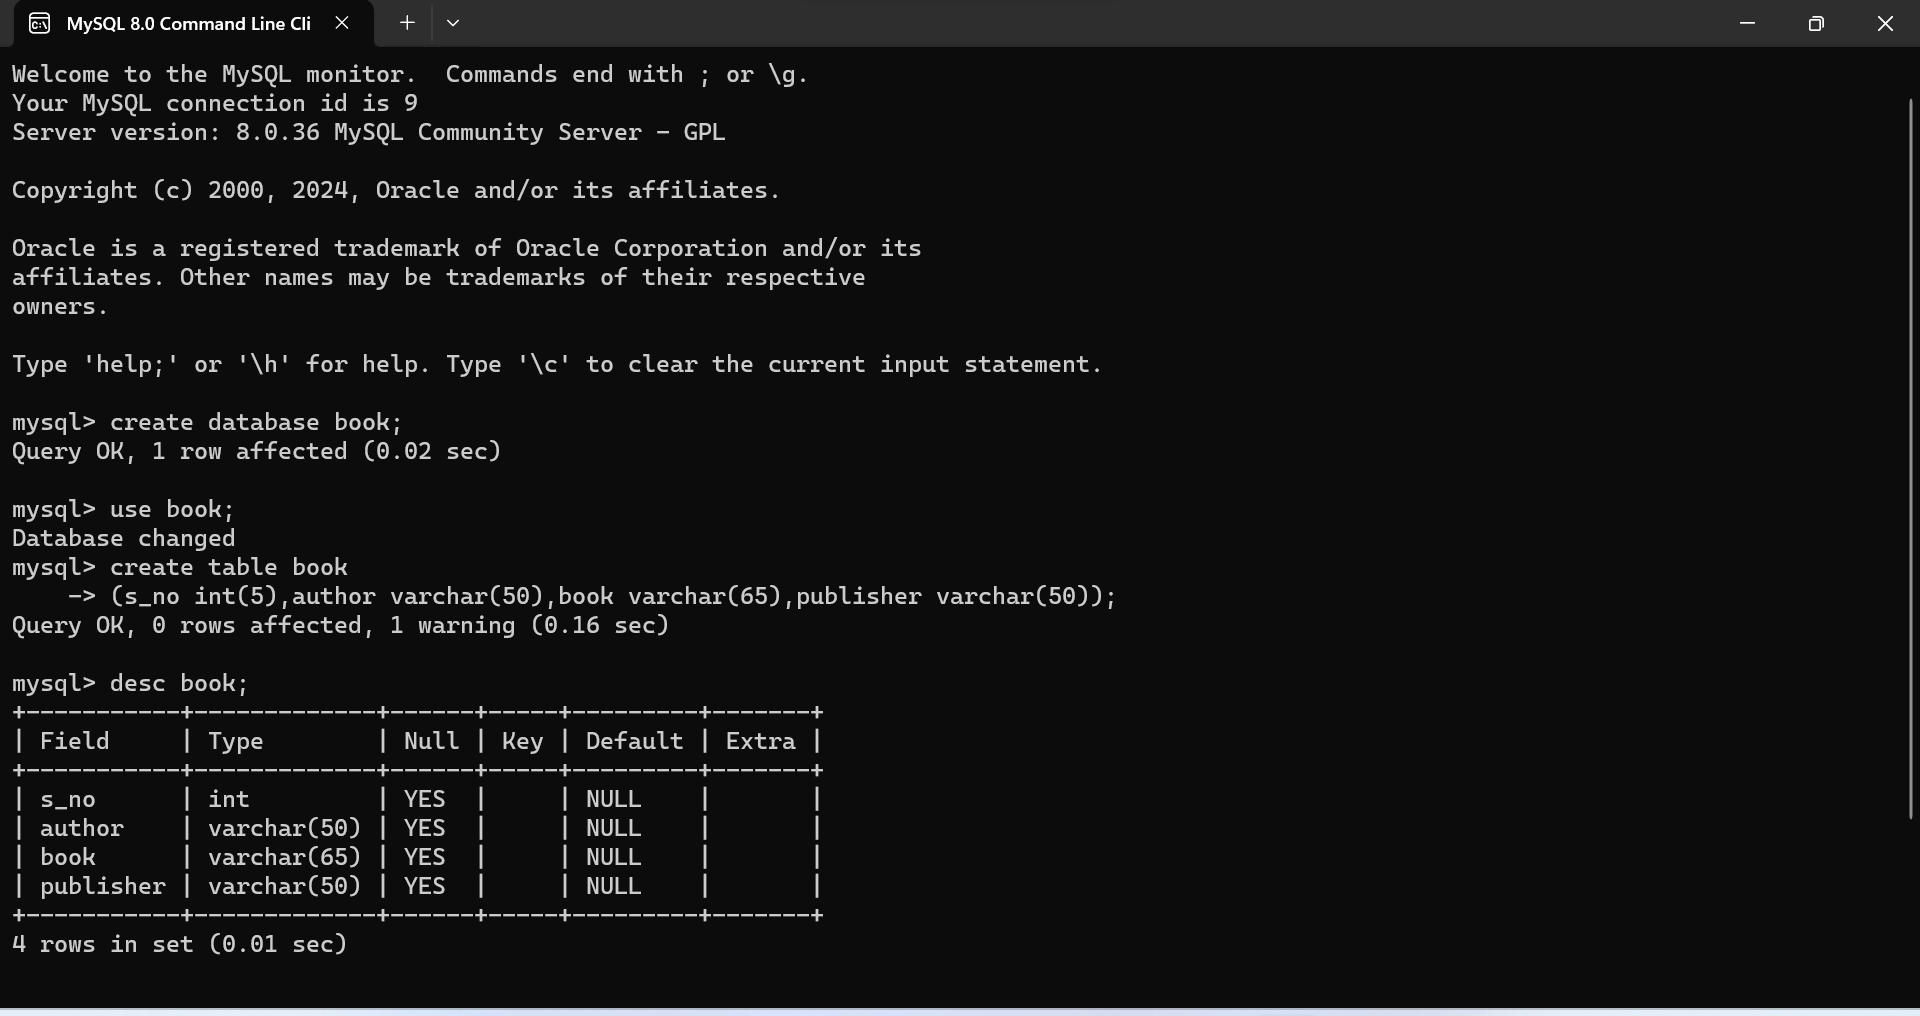 MySQL 8.0 Command Line Cli
Welcome to the MySQL monitor.  Commands end with ; or \g.
Your MySQL connection id is 9
Server version: 8.0.36 MySQL Community Server - GPL

Copyright (c) 2000, 2024, Oracle and/or its affiliates.

Oracle is a registered trademark of Oracle Corporation and/or its
affiliates. Other names may be trademarks of their respective
owners.

Type 'help;' or '\h' for help. Type '\c' to clear the current input statement.

mysql> create database book;
Query OK, 1 row affected (0.02 sec)

mysql> use book;
Database changed
mysql> create table book
    -> (s_no int(5),author varchar(50),book varchar(65),publisher varchar(50));
Query OK, 0 rows affected, 1 warning (0.16 sec)

mysql> desc book;
+-----------+-------------+------+-----+---------+-------+
| Field     | Type        | Null | Key | Default | Extra |
+-----------+-------------+------+-----+---------+-------+
| s_no      | int         | YES  |     | NULL    |       |
| author    | varchar(50) | YES  |     | NULL    |       |
| book      | varchar(65) | YES  |     | NULL    |       |
| publisher | varchar(50) | YES  |     | NULL    |       |
+-----------+-------------+------+-----+---------+-------+
4 rows in set (0.01 sec)